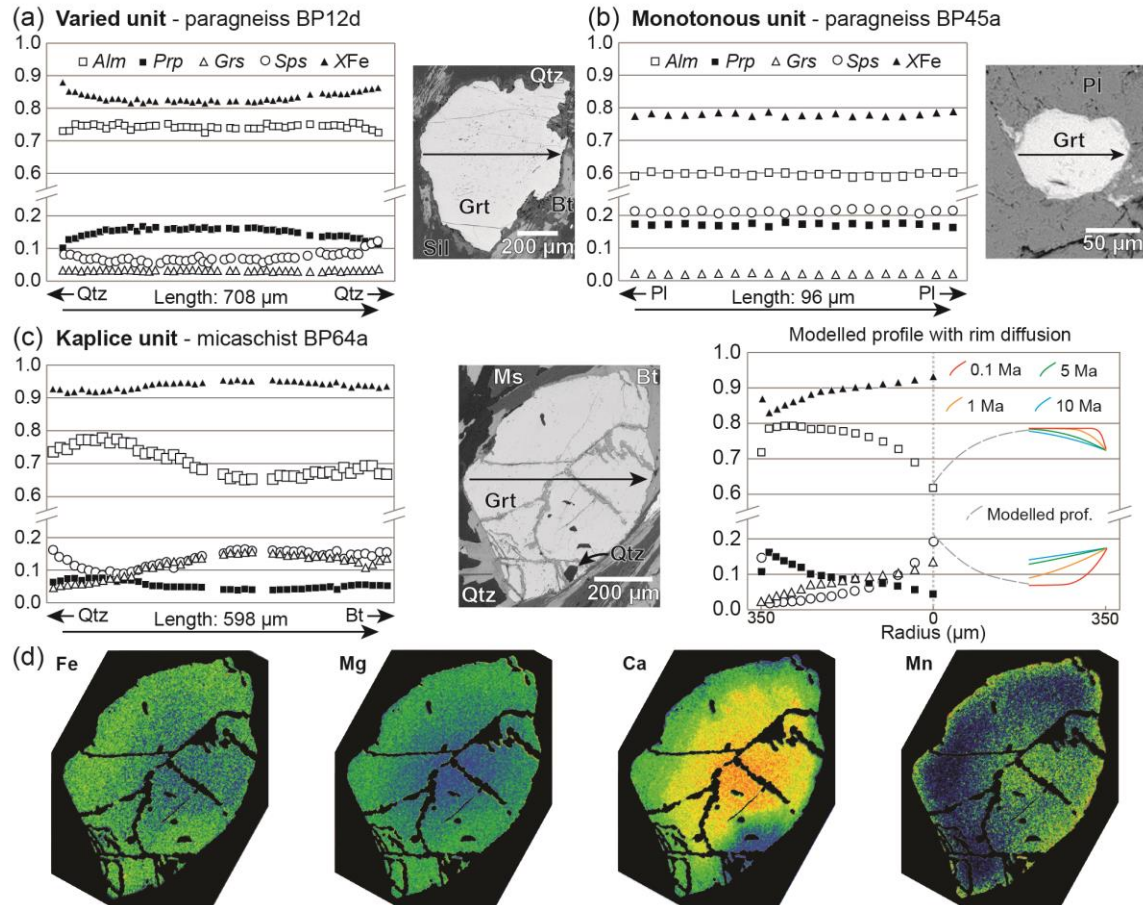 (a) Varied unit - paragneiss BP12d
1.0
□ Alm ■ Prp △ Grs ○ Sps ▲ XFe
0.9
0.8
0.7
0.6
0.2
0.1
0.0
Qtz
Length: 708 µm
Qtz
Qtz
Grt
Bt
Sil
200 µm
(b) Monotonous unit - paragneiss BP45a
1.0
□ Alm ■ Prp △ Grs ○ Sps ▲ XFe
0.9
0.8
0.7
0.6
0.2
0.1
0.0
Pl
Length: 96 µm
Pl
Pl
Grt
50 µm
(c) Kaplice unit - micaschist BP64a
1.0
0.9
0.8
0.7
0.6
0.2
0.1
0.0
Qtz
Length: 598 µm
Bt
Ms
Bt
Grt
Qtz
Qtz
200 µm
Modelled profile with rim diffusion
1.0
0.9
0.8
0.7
0.6
0.2
0.1
0.0
0.1 Ma
5 Ma
1 Ma
10 Ma
Modelled prof.
350
0
350
Radius (µm)
(d)
Fe
Mg
Ca
Mn